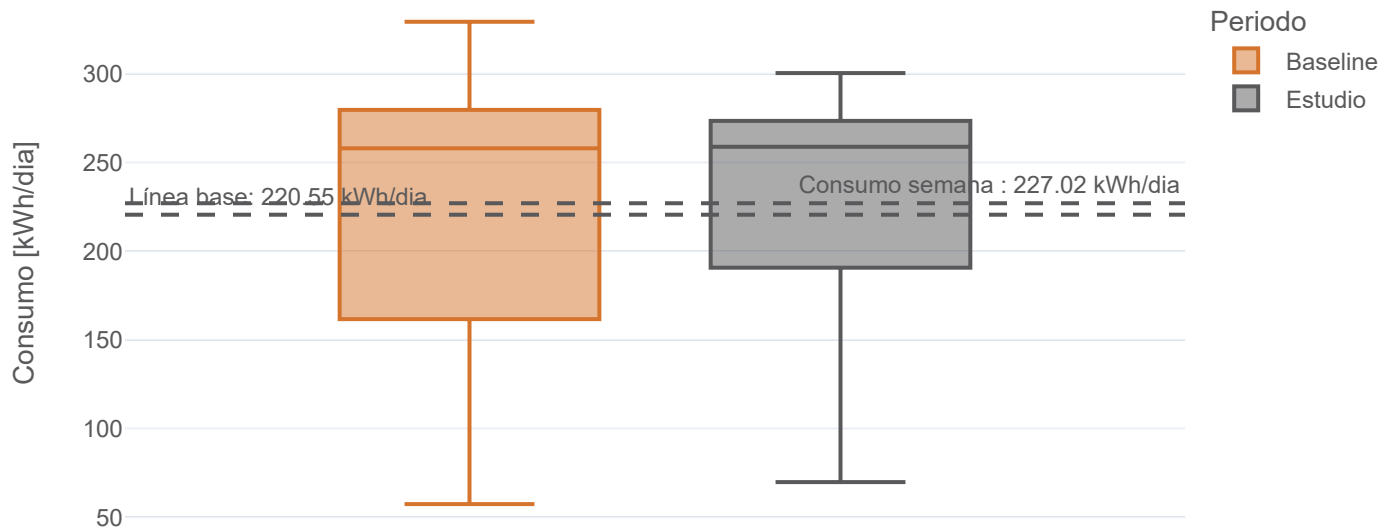 Periodo
Baseline
Estudio
Consumo [kWh/dia]
300
250
200
150
100
50
Línea base: 220.55 kWh/dia
Consumo semana : 227.02 kWh/dia